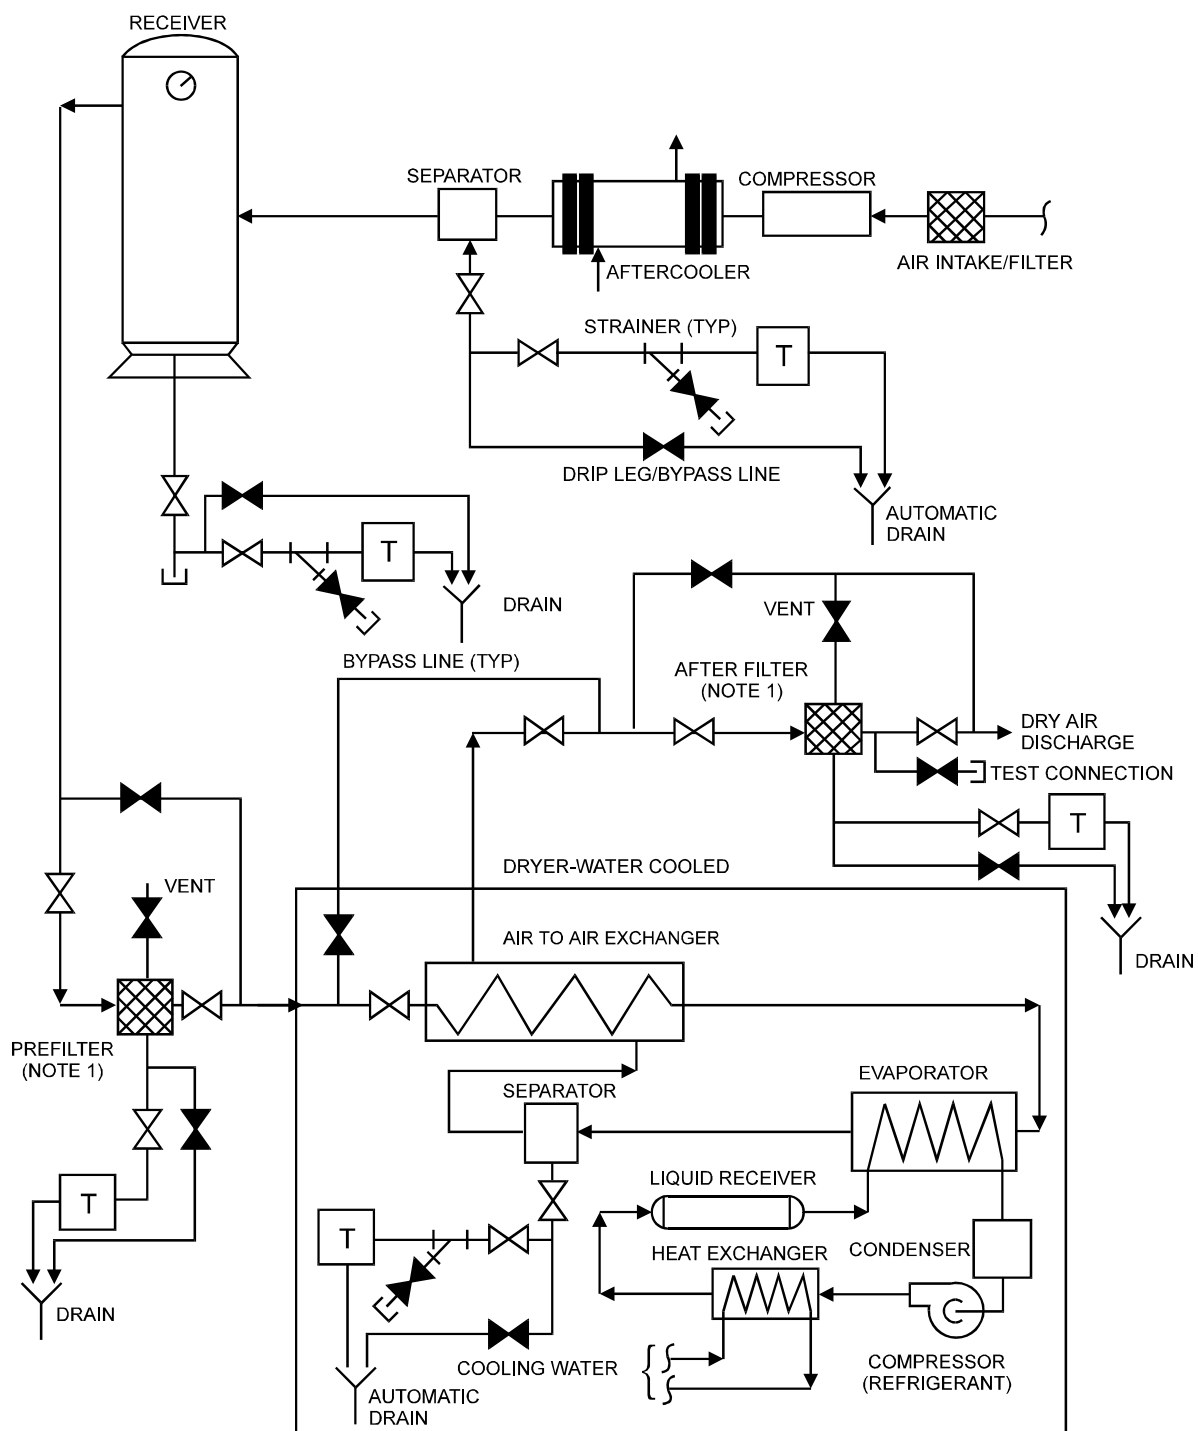 RECEIVER
SEPARATOR
COMPRESSOR
AFTERCOOLER
AIR INTAKE/FILTER
STRAINER (TYP)
T
DRIP LEG/BYPASS LINE
AUTOMATIC
DRAIN
T
DRAIN
BYPASS LINE (TYP)
VENT
AFTER FILTER
(NOTE 1)
DRY AIR
DISCHARGE
TEST CONNECTION
T
DRAIN
DRYER-WATER COOLED
VENT
AIR TO AIR EXCHANGER
PREFILTER
(NOTE 1)
T
DRAIN
SEPARATOR
EVAPORATOR
LIQUID RECEIVER
T
HEAT EXCHANGER
CONDENSER
COOLING WATER
COMPRESSOR
(REFRIGERANT)
AUTOMATIC
DRAIN